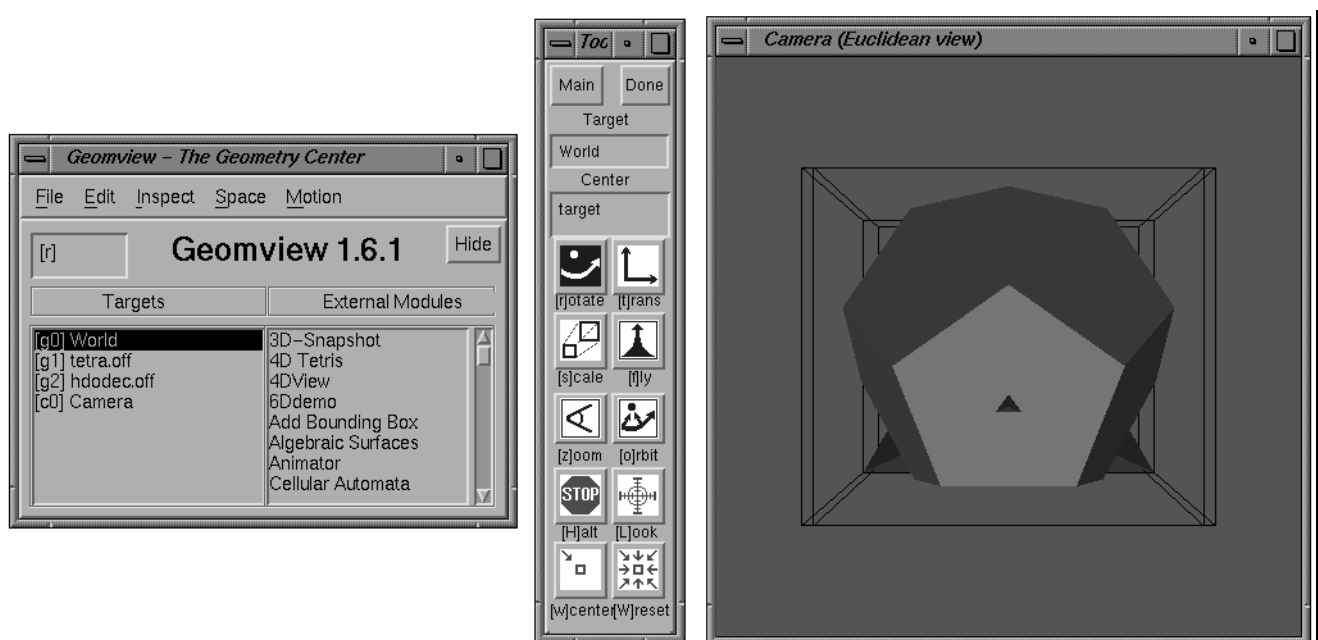 Geomview – The Geometry Center
File Edit Inspect Space Motion
[r]
Geomview 1.6.1
Hide
Targets
External Modules
[g0] World
[g1] tetra.off
[g2] hdodec.off
[c0] Camera
3D–Snapshot
4D Tetris
4DView
6Ddemo
Add Bounding Box
Algebraic Surfaces
Animator
Cellular Automata
Toc
Main Done
Target
World
Center
target
[r]otate [t]rans
[s]cale [f]ly
[z]oom [o]rbit
STOP
[H]alt [L]ook
[w]center [W]reset
Camera (Euclidean view)